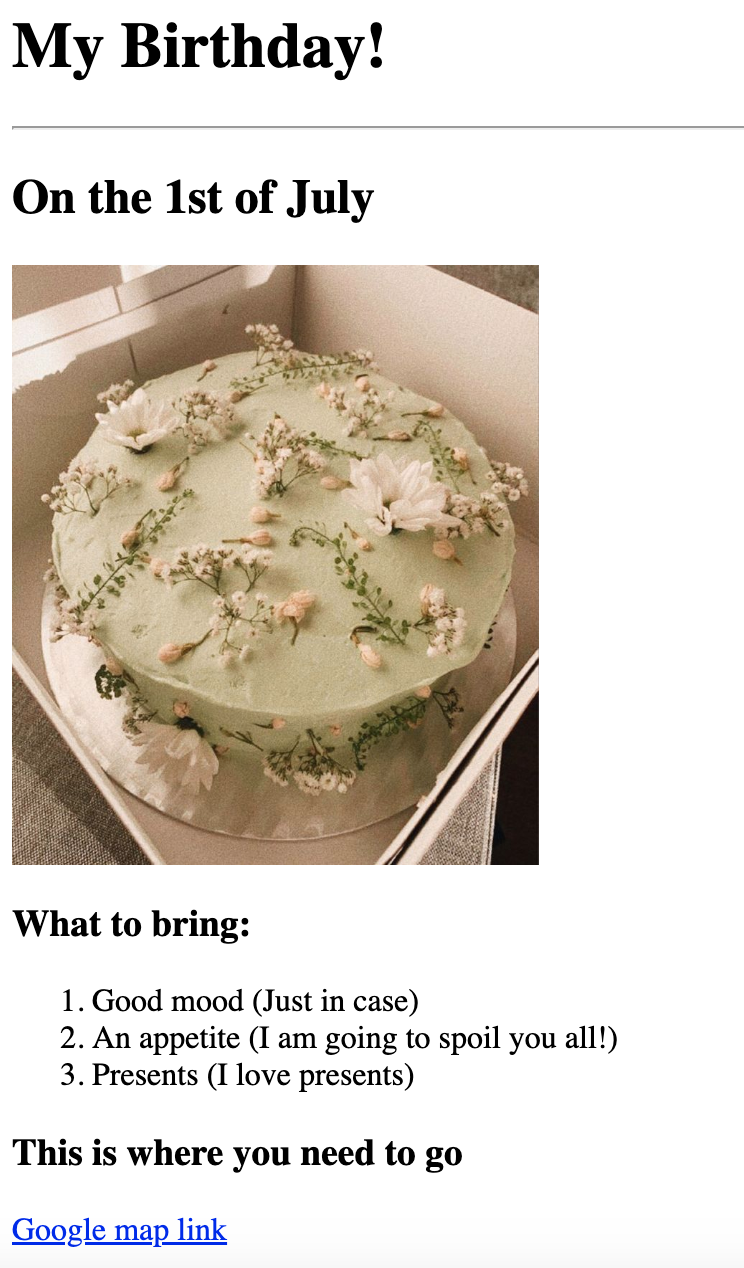 My Birthday!
On the 1st of July
What to bring:
1. Good mood (Just in case)
2. An appetite (I am going to spoil you all!)
3. Presents (I love presents)
This is where you need to go
Google map link